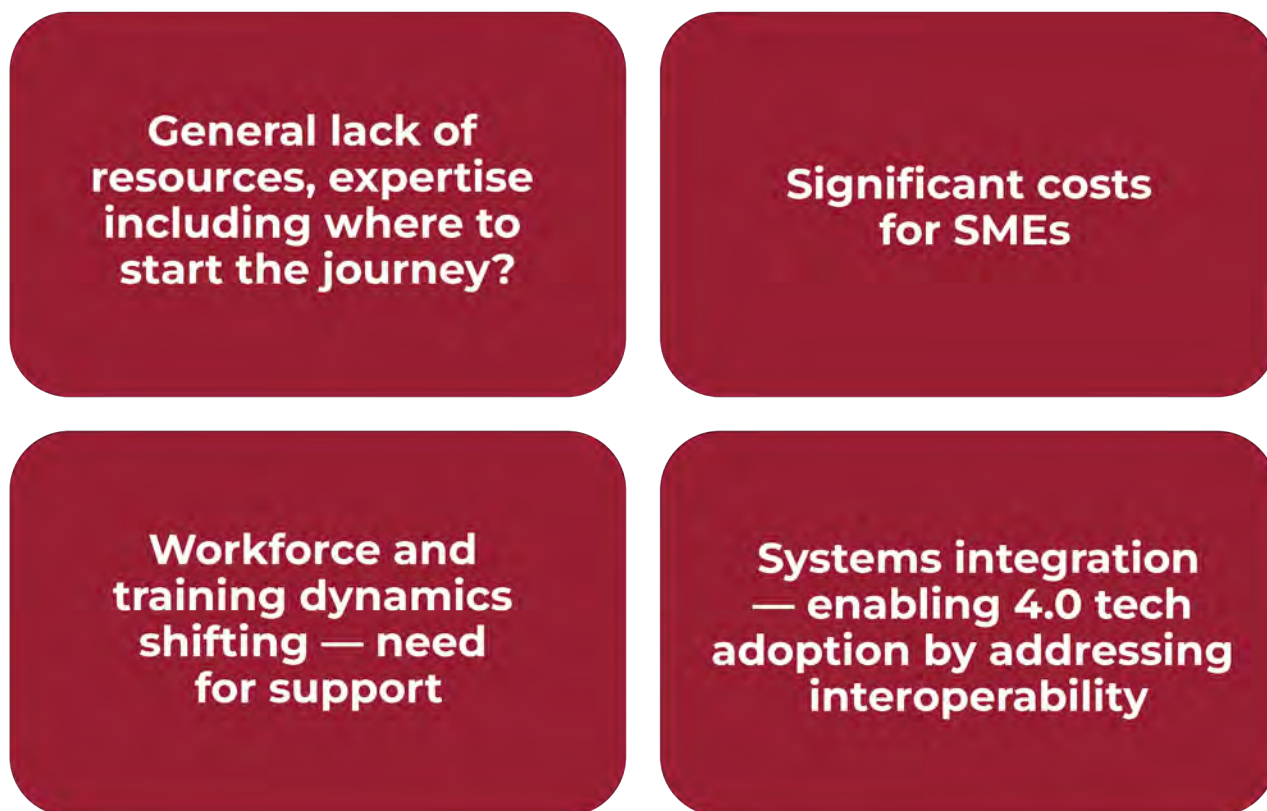 General lack of
resources, expertise
including where to
start the journey?
Significant costs
for SMEs
Workforce and
training dynamics
shifting — need
for support
Systems integration
— enabling 4.0 tech
adoption by addressing
interoperability